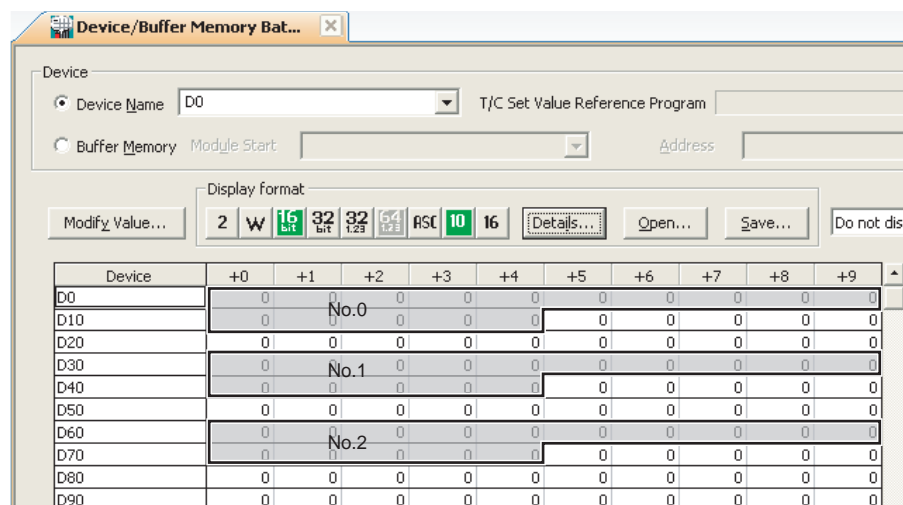 Device/Buffer Memory Bat...
Device
Device Name D0 T/C Set Value Reference Program
Buffer Memory Module Start Address
Display format
Modify Value... 2 W 16 bit 32 bit 32 1.23 64 1.23 ASC 10 16 Details... Open... Save... Do not dis
Device +0 +1 +2 +3 +4 +5 +6 +7 +8 +9
D0 0 0 0 0 0 0 0 0 0 0
No.0
D10 0 0 0 0 0 0 0 0 0 0
D20 0 0 0 0 0 0 0 0 0 0
D30 0 0 0 0 0 0 0 0 0 0
No.1
D40 0 0 0 0 0 0 0 0 0 0
D50 0 0 0 0 0 0 0 0 0 0
D60 0 0 0 0 0 0 0 0 0 0
No.2
D70 0 0 0 0 0 0 0 0 0 0
D80 0 0 0 0 0 0 0 0 0 0
D90 0 0 0 0 0 0 0 0 0 0